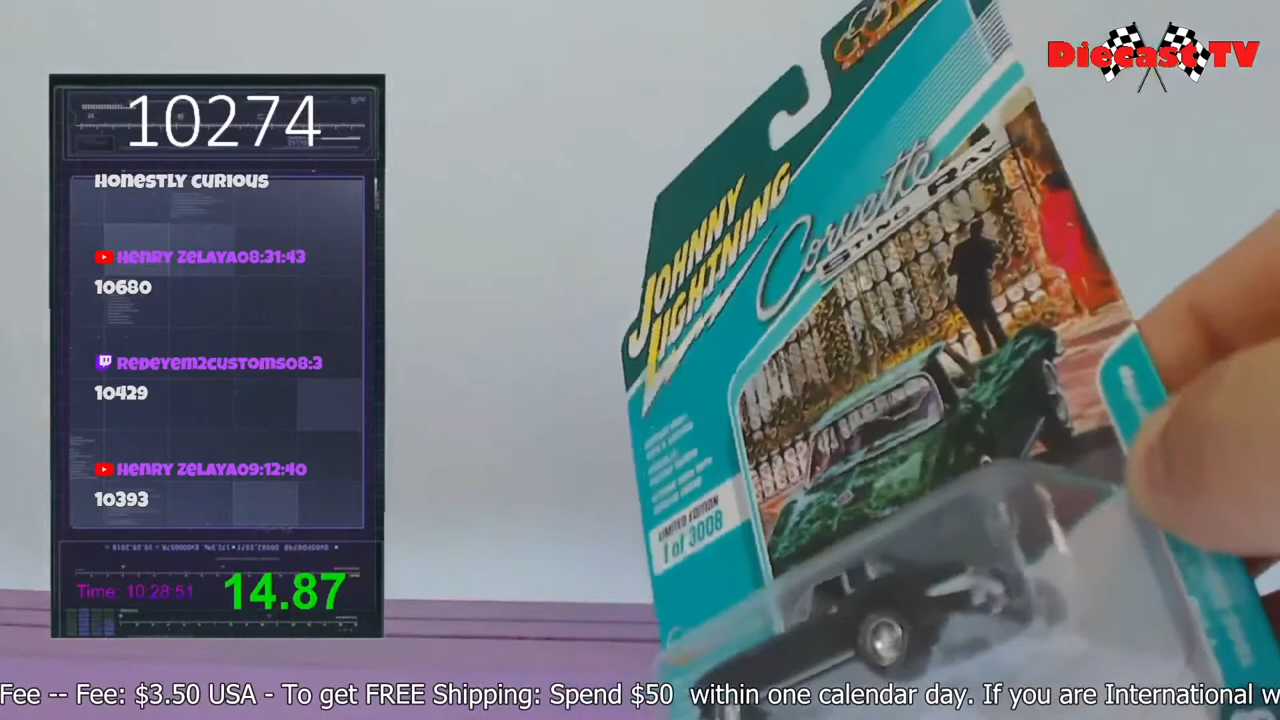 10274
Honestly curious
Henry Zelaya08:31:43
10680
RedEyeM2Customs08:3
10429
Henry Zelaya09:12:40
10393
Time: 10:28:51
14.87
Diecast TV
JOHNNY
LIGHTNING
Corvette
STING RAY
LIMITED EDITION
1 of 3008
Fee -- Fee: $3.50 USA - To get FREE Shipping: Spend $50 within one calendar day. If you are International w